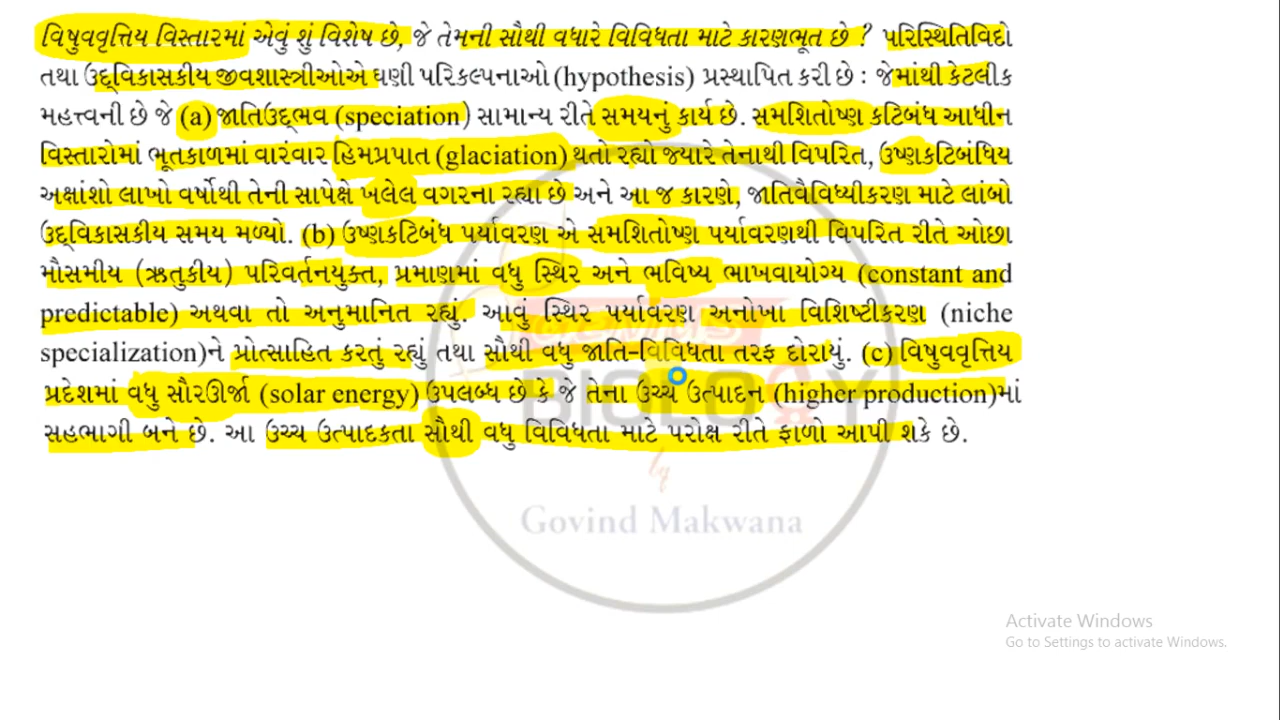 વિષુવવૃત્તિય વિસ્તારમાં એવું શું વિશેષ છે, જે તેમની સૌથી વધારે વિવિધતા માટે કારણભૂત છે ? પરિસ્થિતિવિદો
તથા ઉદ્દવિકાસકીય જીવશાસ્ત્રીઓએ ઘણી પરિકલ્પનાઓ (hypothesis) પ્રસ્થાપિત કરી છે : જેમાંથી કેટલીક
મહત્ત્વની છે જે (a) જાતિઉદ્દભવ (speciation) સામાન્ય રીતે સમયનું કાર્ય છે. સમશિતોષ્ણ કટિબંધ આધીન
વિસ્તારોમાં ભૂતકાળમાં વારંવાર હિમપ્રપાત (glaciation) થતો રહ્યો જ્યારે તેનાથી વિપરિત, ઉષ્ણકટિબંધિય
અક્ષાંશો લાખો વર્ષોથી તેની સાપેક્ષે ખલેલ વગરના રહ્યા છે અને આ જ કારણે, જાતિવૈવિધ્યીકરણ માટે લાંબો
ઉદ્દવિકાસકીય સમય મળ્યો. (b) ઉષ્ણકટિબંધ પર્યાવરણ એ સમશિતોષ્ણ પર્યાવરણથી વિપરિત રીતે ઓછા
મૌસમીય (ઋતુકીય) પરિવર્તનયુક્ત, પ્રમાણમાં વધુ સ્થિર અને ભવિષ્ય ભાખવાયોગ્ય (constant and
predictable) અથવા તો અનુમાનિત રહ્યું. આવું સ્થિર પર્યાવરણ અનોખા વિશિષ્ટીકરણ (niche
specialization)ને પ્રોત્સાહિત કરતું રહ્યું તથા સૌથી વધુ જાતિ-વિવિધતા તરફ દોરાયું. (c) વિષુવવૃત્તિય
પ્રદેશમાં વધુ સૌરઊર્જા (solar energy) ઉપલબ્ધ છે કે જે તેના ઉચ્ચ ઉત્પાદન (higher production)માં
સહભાગી બને છે. આ ઉચ્ચ ઉત્પાદકતા સૌથી વધુ વિવિધતા માટે પરોક્ષ રીતે ફાળો આપી શકે છે.
GENIUS
BIOLOGY
by
Govind Makwana
Activate Windows
Go to Settings to activate Windows.